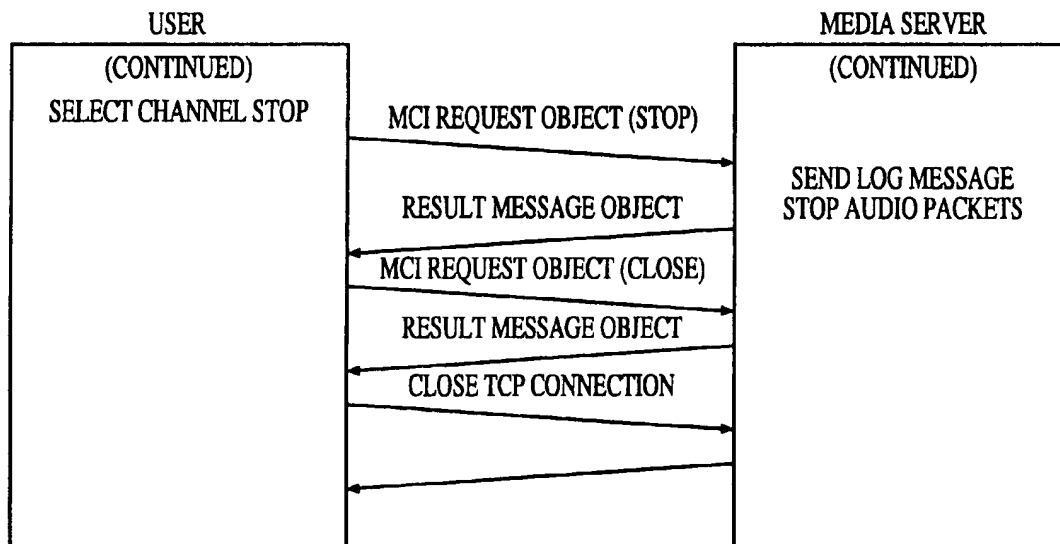 USER
MEDIA SERVER
(CONTINUED)
(CONTINUED)
SELECT CHANNEL STOP
MCI REQUEST OBJECT (STOP)
SEND LOG MESSAGE
STOP AUDIO PACKETS
RESULT MESSAGE OBJECT
MCI REQUEST OBJECT (CLOSE)
RESULT MESSAGE OBJECT
CLOSE TCP CONNECTION